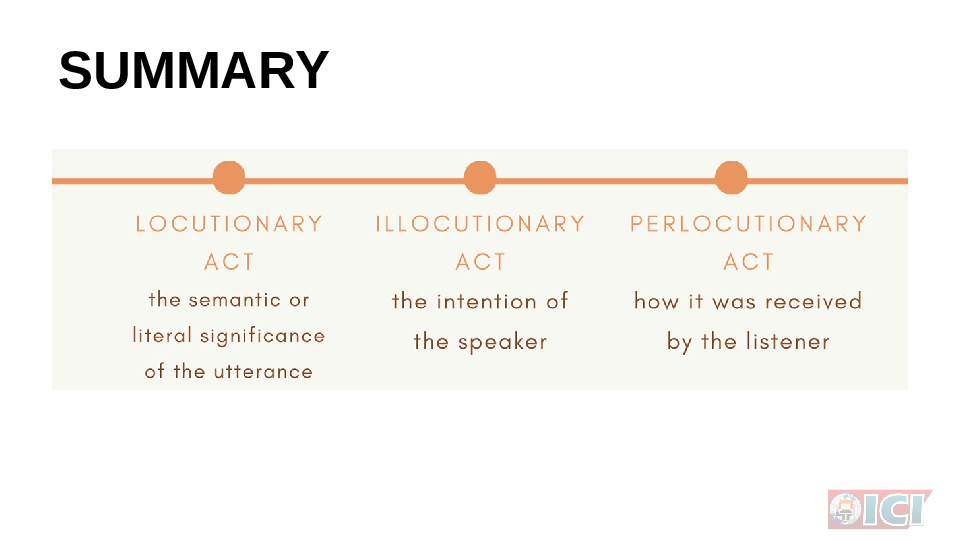 SUMMARY
LOCUTIONARY
ACT
the semantic or
literal significance
of the utterance
ILLOCUTIONARY
ACT
the intention of
the speaker
PERLOCUTIONARY
ACT
how it was received
by the listener
ICI